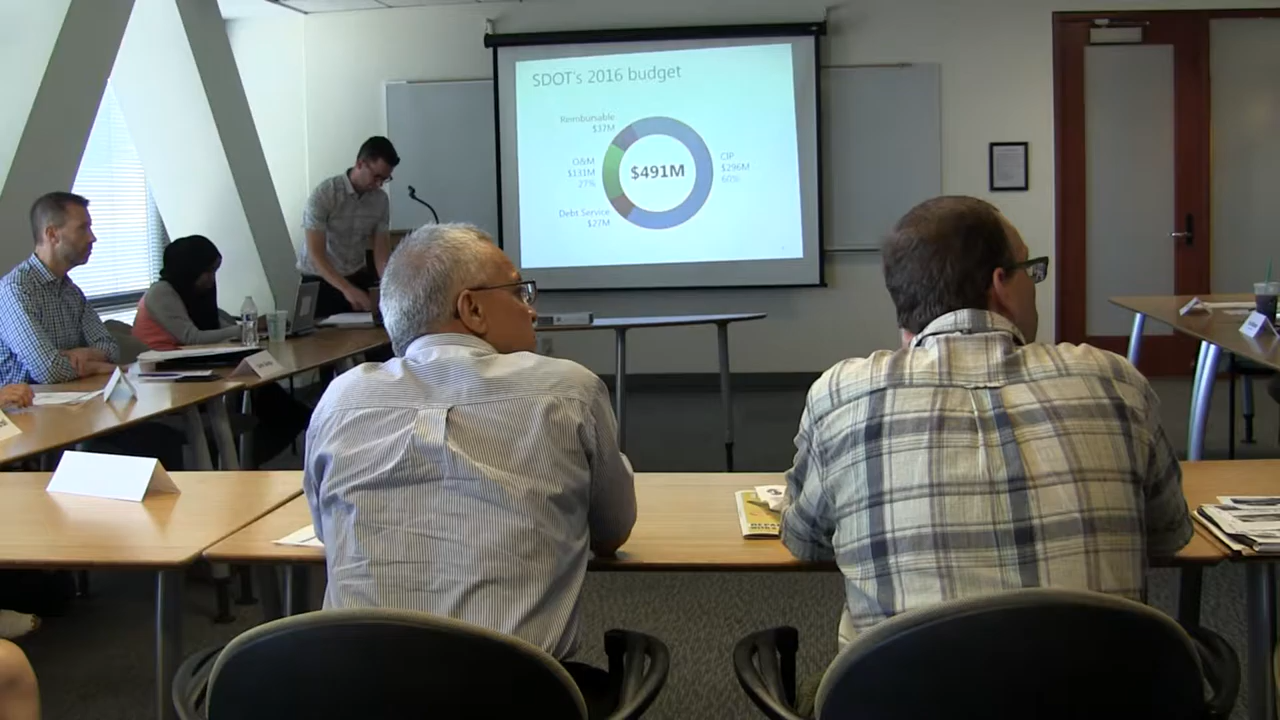 SDOT's 2016 budget
Reimbursable
$37M
O&M
$131M
27%
$491M
CIP
$296M
60%
Debt Service
$27M